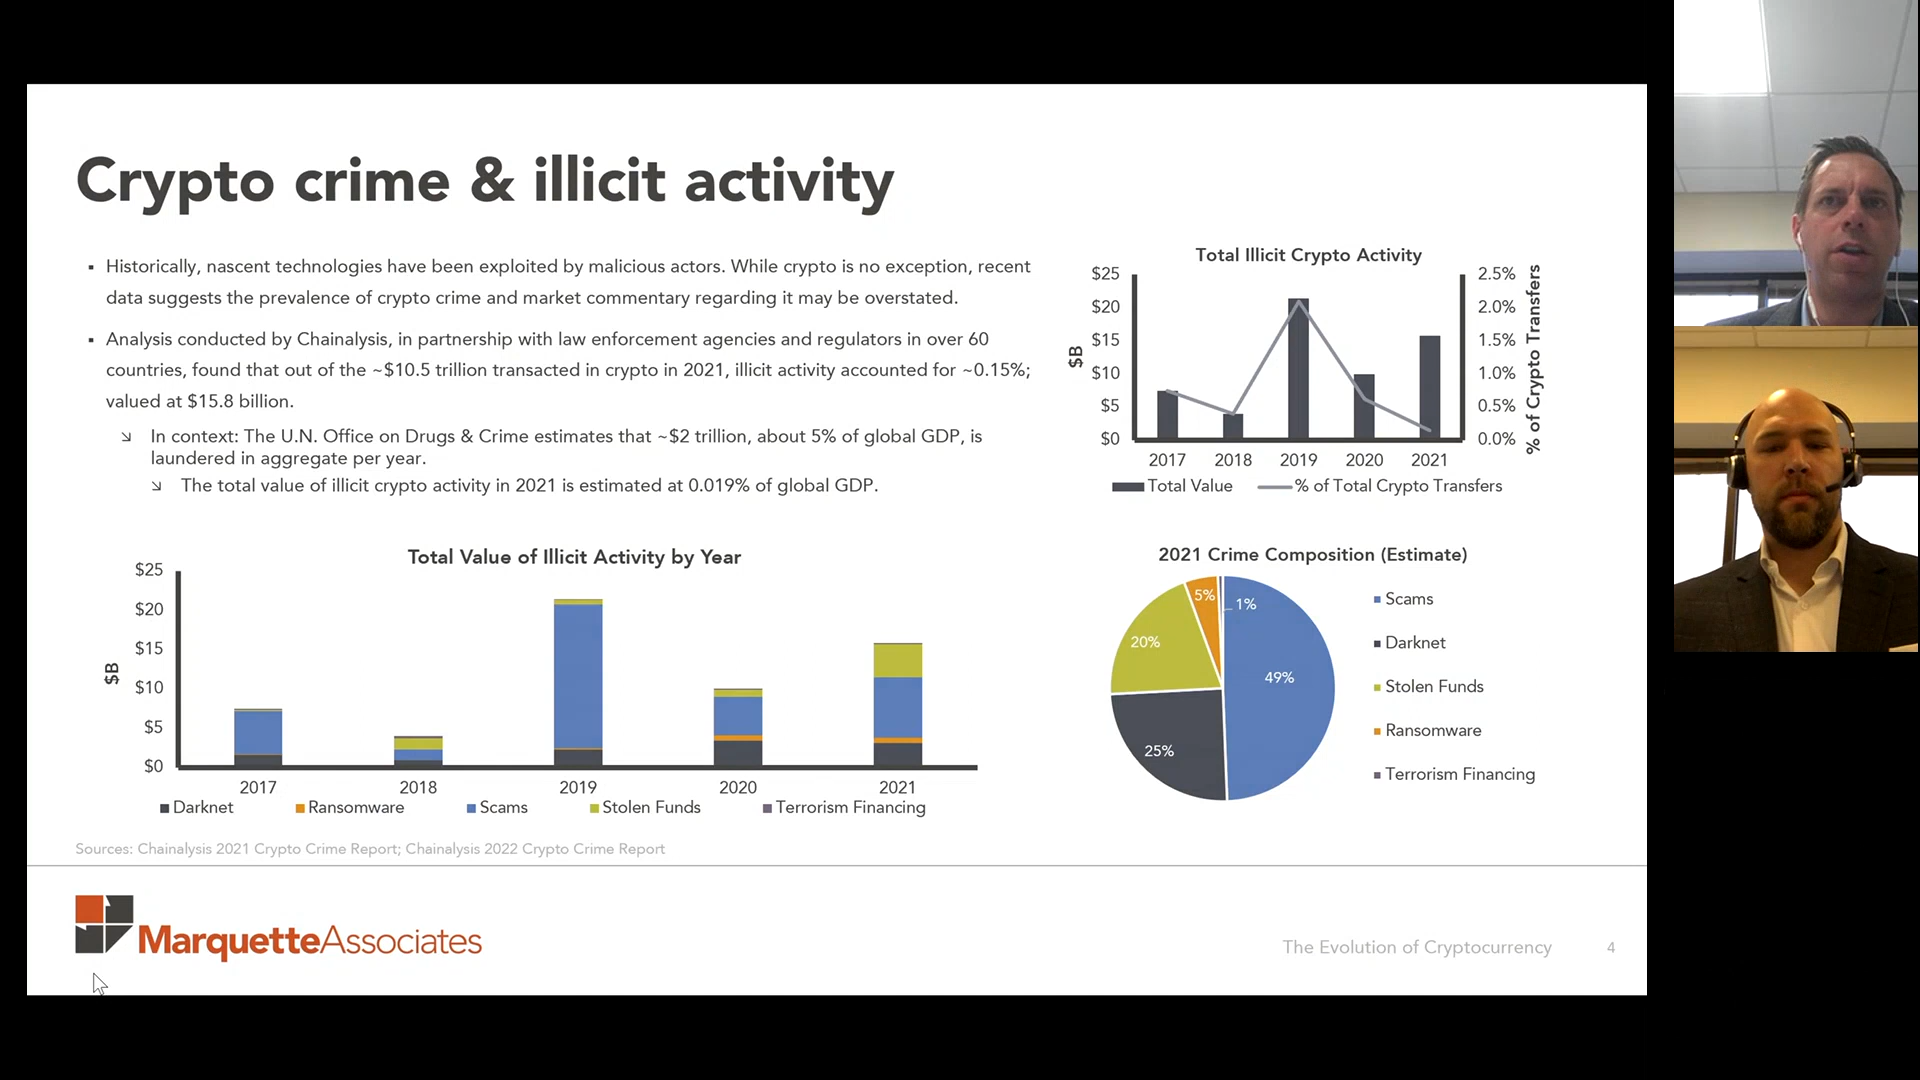 Crypto crime & illicit activity
▪ Historically, nascent technologies have been exploited by malicious actors. While crypto is no exception, recent
data suggests the prevalence of crypto crime and market commentary regarding it may be overstated.
▪ Analysis conducted by Chainalysis, in partnership with law enforcement agencies and regulators in over 60
countries, found that out of the ~$10.5 trillion transacted in crypto in 2021, illicit activity accounted for ~0.15%;
valued at $15.8 billion.
↘ In context: The U.N. Office on Drugs & Crime estimates that ~$2 trillion, about 5% of global GDP, is
laundered in aggregate per year.
↘ The total value of illicit crypto activity in 2021 is estimated at 0.019% of global GDP.
Total Illicit Crypto Activity
$25
$20
$15
$10
$5
$0
$B
2.5%
2.0%
1.5%
1.0%
0.5%
0.0%
% of Crypto Transfers
2017 2018 2019 2020 2021
Total Value % of Total Crypto Transfers
Total Value of Illicit Activity by Year
$25
$20
$15
$10
$5
$0
$B
2017 2018 2019 2020 2021
Darknet Ransomware Scams Stolen Funds Terrorism Financing
2021 Crime Composition (Estimate)
5%
1%
20%
49%
25%
Scams
Darknet
Stolen Funds
Ransomware
Terrorism Financing
Sources: Chainalysis 2021 Crypto Crime Report; Chainalysis 2022 Crypto Crime Report
MarquetteAssociates
The Evolution of Cryptocurrency 4